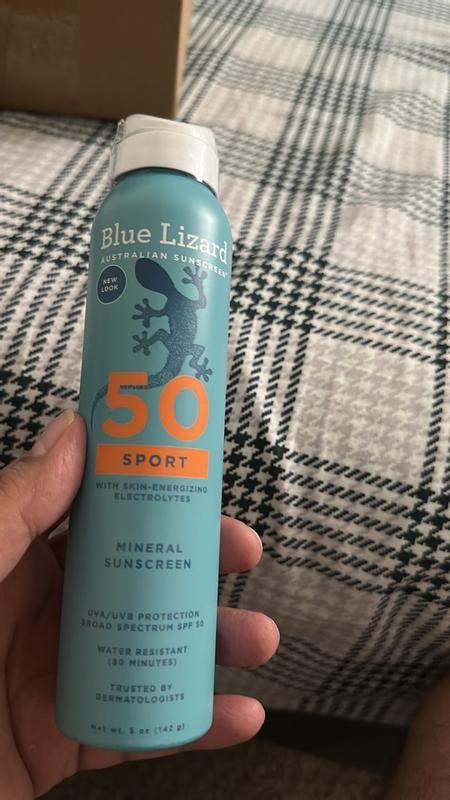 Blue Lizard
AUSTRALIAN SUNSCREEN
NEW
LOOK
50
SPORT
WITH SKIN-ENERGIZING
ELECTROLYTES
MINERAL
SUNSCREEN
UVA/UVB PROTECTION
BROAD SPECTRUM SPF 50
WATER RESISTANT
(80 MINUTES)
TRUSTED BY
DERMATOLOGISTS
Net wt. 5 oz (142 g)